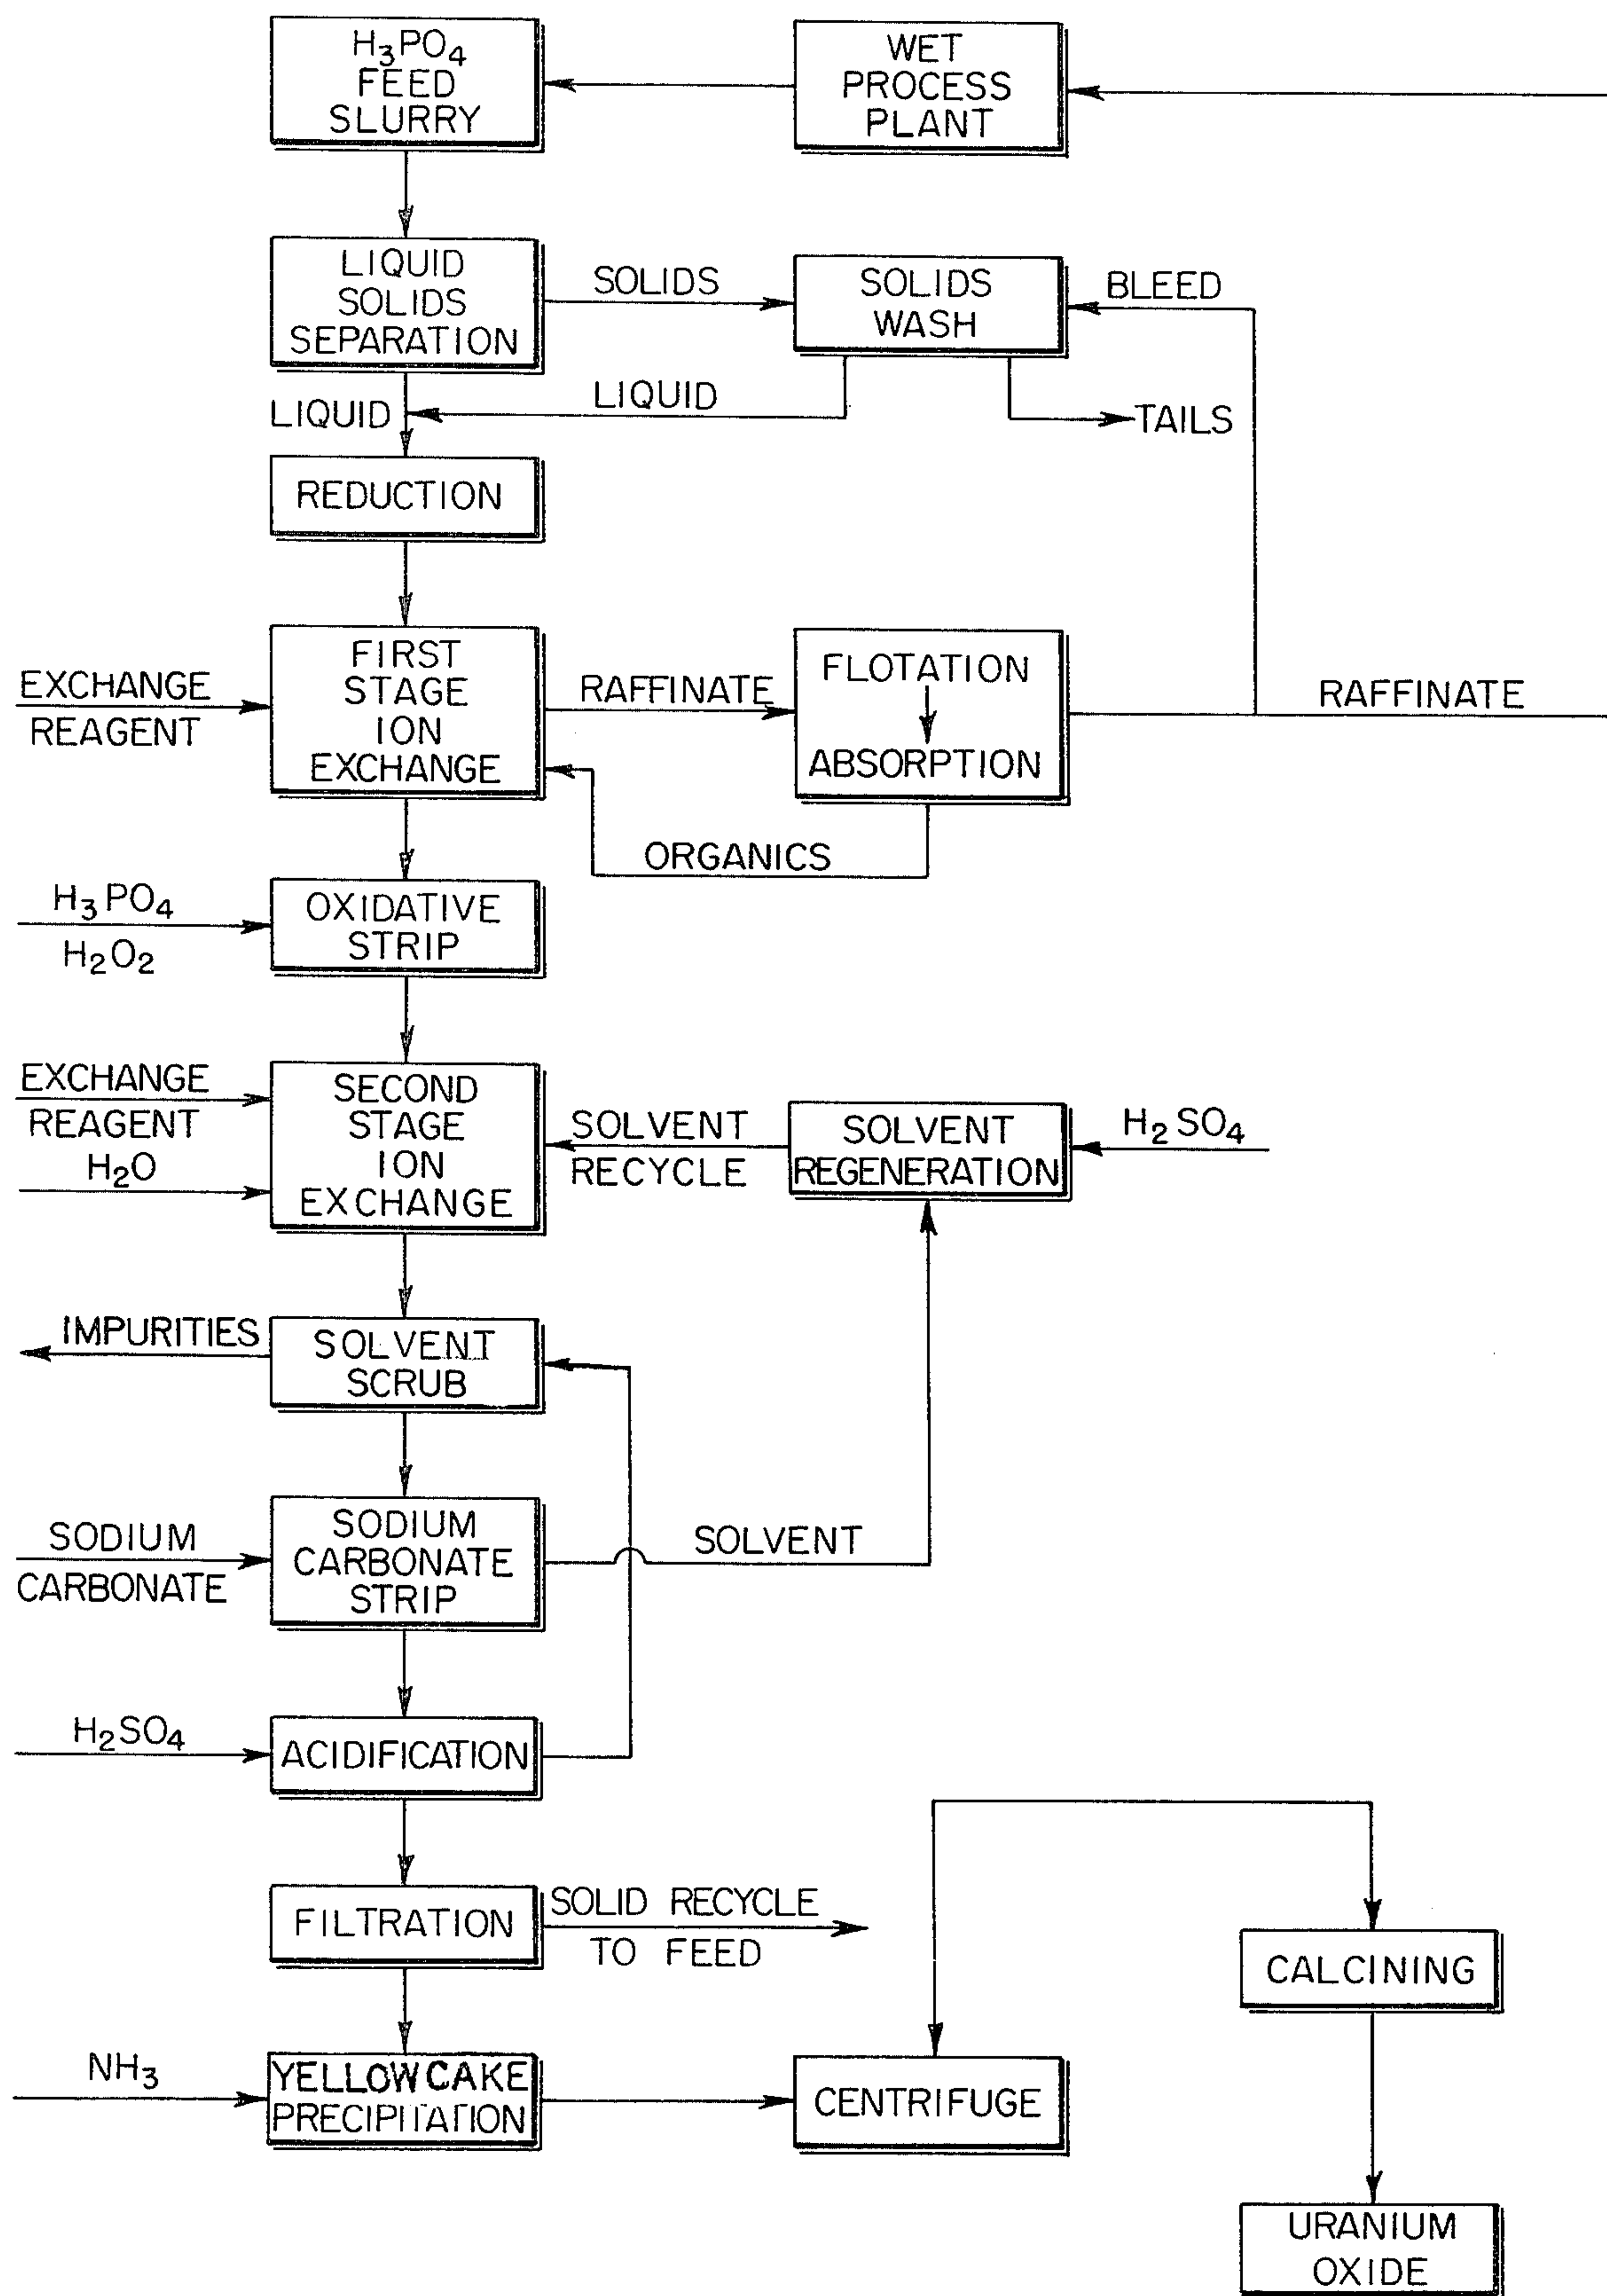 H3PO4
FEED
SLURRY
WET
PROCESS
PLANT
LIQUID
SOLIDS
SEPARATION
SOLIDS
SOLIDS
WASH
BLEED
LIQUID
LIQUID
TAILS
REDUCTION
EXCHANGE
REAGENT
FIRST
STAGE
ION
EXCHANGE
RAFFINATE
FLOTATION
ABSORPTION
RAFFINATE
ORGANICS
H3PO4
H2O2
OXIDATIVE
STRIP
EXCHANGE
REAGENT
H2O
SECOND
STAGE
ION
EXCHANGE
SOLVENT
RECYCLE
SOLVENT
REGENERATION
H2SO4
IMPURITIES
SOLVENT
SCRUB
SODIUM
CARBONATE
SODIUM
CARBONATE
STRIP
SOLVENT
H2SO4
ACIDIFICATION
FILTRATION
SOLID RECYCLE
TO FEED
CALCINING
NH3
YELLOWCAKE
PRECIPITATION
CENTRIFUGE
URANIUM
OXIDE